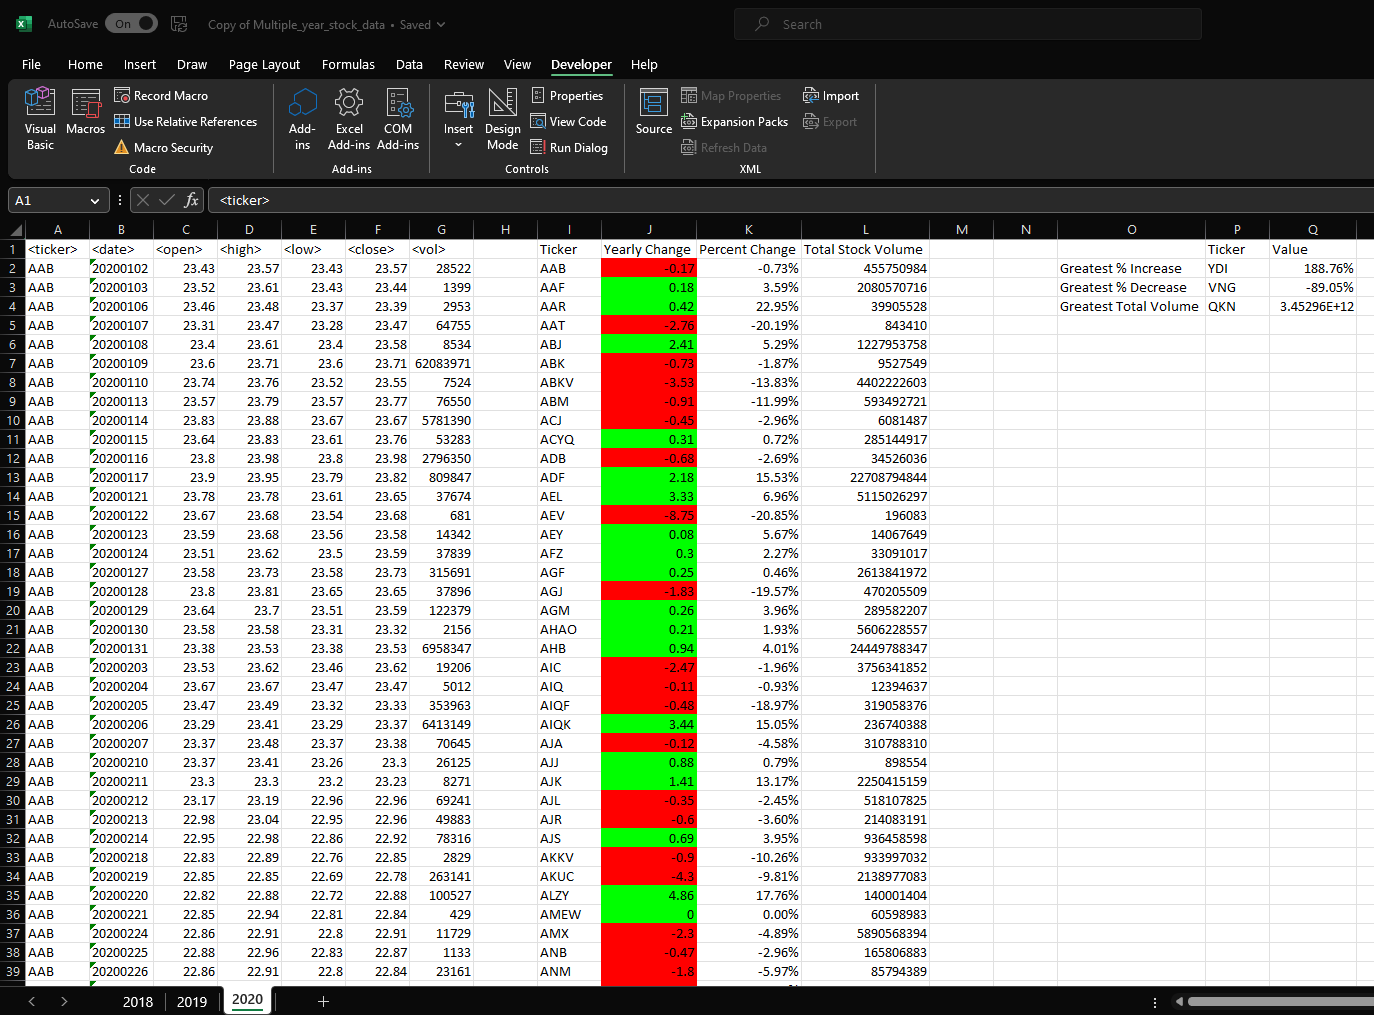 AutoSave On Copy of Multiple_year_stock_data • Saved Search
File Home Insert Draw Page Layout Formulas Data Review View Developer Help
Visual Basic Macros Record Macro Use Relative References Macro Security Code
Add-ins Excel Add-ins COM Add-ins Add-ins
Insert Design Mode Properties View Code Run Dialog Controls
Source Map Properties Expansion Packs Refresh Data Import Export XML
A1 fx <ticker>
A B C D E F G H I J K L M N O P Q
1 <ticker> <date> <open> <high> <low> <close> <vol> Ticker Yearly Change Percent Change Total Stock Volume Ticker Value
2 AAB 20200102 23.43 23.57 23.43 23.57 28522 AAB -0.17 -0.73% 455750984 Greatest % Increase YDI 188.76%
3 AAB 20200103 23.52 23.61 23.43 23.44 1399 AAF 0.18 3.59% 2080570716 Greatest % Decrease VNG -89.05%
4 AAB 20200106 23.46 23.48 23.37 23.39 2953 AAR 0.42 22.95% 39905528 Greatest Total Volume QKN 3.45296E+12
5 AAB 20200107 23.31 23.47 23.28 23.47 64755 AAT -2.76 -20.19% 843410
6 AAB 20200108 23.4 23.61 23.4 23.58 8534 ABJ 2.41 5.29% 1227953758
7 AAB 20200109 23.6 23.71 23.6 23.71 62083971 ABK -0.73 -1.87% 9527549
8 AAB 20200110 23.74 23.76 23.52 23.55 7524 ABKV -3.53 -13.83% 4402222603
9 AAB 20200113 23.57 23.79 23.57 23.77 76550 ABM -0.91 -11.99% 593492721
10 AAB 20200114 23.83 23.88 23.67 23.67 5781390 ACJ -0.45 -2.96% 6081487
11 AAB 20200115 23.64 23.83 23.61 23.76 53283 ACYQ 0.31 0.72% 285144917
12 AAB 20200116 23.8 23.98 23.8 23.98 2796350 ADB -0.68 -2.69% 34526036
13 AAB 20200117 23.9 23.95 23.79 23.82 809847 ADF 2.18 15.53% 22708794844
14 AAB 20200121 23.78 23.78 23.61 23.65 37674 AEL 3.33 6.96% 5115026297
15 AAB 20200122 23.67 23.68 23.54 23.68 681 AEV -8.75 -20.85% 196083
16 AAB 20200123 23.59 23.68 23.56 23.58 14342 AEY 0.08 5.67% 14067649
17 AAB 20200124 23.51 23.62 23.5 23.59 37839 AFZ 0.3 2.27% 33091017
18 AAB 20200127 23.58 23.73 23.58 23.73 315691 AGF 0.25 0.46% 2613841972
19 AAB 20200128 23.8 23.81 23.65 23.65 37896 AGJ -1.83 -19.57% 470205509
20 AAB 20200129 23.64 23.7 23.51 23.59 122379 AGM 0.26 3.96% 289582207
21 AAB 20200130 23.58 23.58 23.31 23.32 2156 AHAO 0.21 1.93% 5606228557
22 AAB 20200131 23.38 23.53 23.38 23.53 6958347 AHB 0.94 4.01% 24449788347
23 AAB 20200203 23.53 23.62 23.46 23.62 19206 AIC -2.47 -1.96% 3756341852
24 AAB 20200204 23.67 23.67 23.47 23.47 5012 AIQ -0.11 -0.93% 12394637
25 AAB 20200205 23.47 23.49 23.32 23.33 353963 AIQF -0.48 -18.97% 319058376
26 AAB 20200206 23.29 23.41 23.29 23.37 6413149 AIQK 3.44 15.05% 236740388
27 AAB 20200207 23.37 23.48 23.37 23.38 70645 AJA -0.12 -4.58% 310788310
28 AAB 20200210 23.37 23.41 23.26 23.3 26125 AJJ 0.88 0.79% 898554
29 AAB 20200211 23.3 23.3 23.2 23.23 8271 AJK 1.41 13.17% 2250415159
30 AAB 20200212 23.17 23.19 22.96 22.96 69241 AJL -0.35 -2.45% 518107825
31 AAB 20200213 22.98 23.04 22.95 22.96 49883 AJR -0.6 -3.60% 214083191
32 AAB 20200214 22.95 22.98 22.86 22.92 78316 AJS 0.69 3.95% 936458598
33 AAB 20200218 22.83 22.89 22.76 22.85 2829 AKKV -0.9 -10.26% 933997032
34 AAB 20200219 22.85 22.85 22.69 22.78 263141 AKUC -4.3 -9.81% 2138977083
35 AAB 20200220 22.82 22.88 22.72 22.88 100527 ALZY 4.86 17.76% 140001404
36 AAB 20200221 22.85 22.94 22.81 22.84 429 AMEW 0 0.00% 60598983
37 AAB 20200224 22.86 22.91 22.8 22.91 11729 AMX -2.3 -4.89% 5890568394
38 AAB 20200225 22.88 22.96 22.83 22.87 1133 ANB -0.47 -2.96% 165806883
39 AAB 20200226 22.86 22.91 22.8 22.84 23161 ANM -1.8 -5.97% 85794389
2018 2019 2020